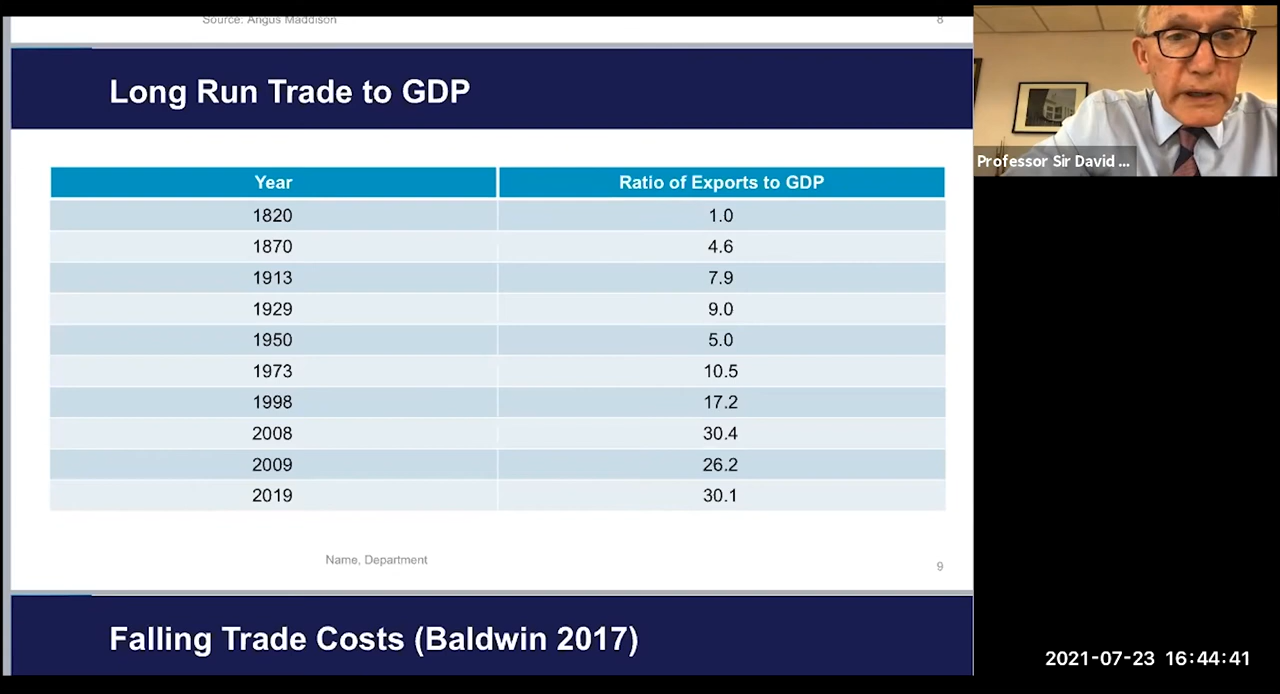 Source: Angus Maddison
8
Long Run Trade to GDP
Year Ratio of Exports to GDP
1820 1.0
1870 4.6
1913 7.9
1929 9.0
1950 5.0
1973 10.5
1998 17.2
2008 30.4
2009 26.2
2019 30.1
Name, Department
9
Falling Trade Costs (Baldwin 2017)
Professor Sir David ...
2021-07-23 16:44:41